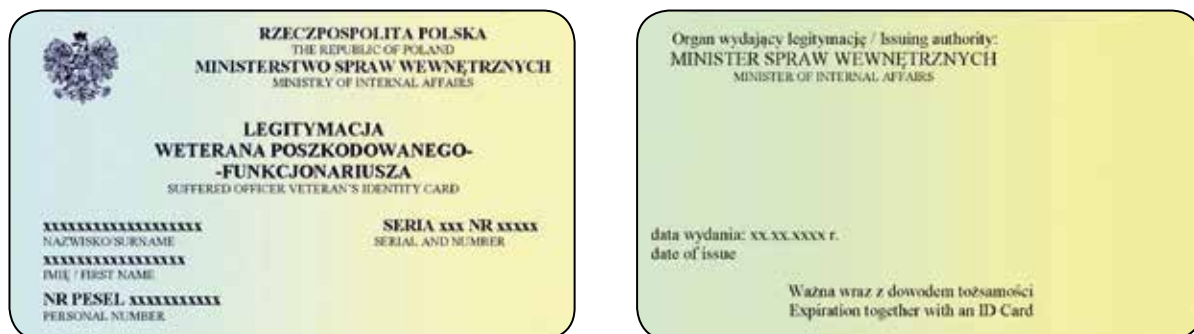 RZECZPOSPOLITA POLSKA
THE REPUBLIC OF POLAND
MINISTERSTWO SPRAW WEWNĘTRZNYCH
MINISTRY OF INTERNAL AFFAIRS
LEGITYMACJA
WETERANA POSZKODOWANEGO-
-FUNKCJONARIUSZA
SUFFERED OFFICER VETERAN'S IDENTITY CARD
xxxxxxxxxxxxxxxxxxx
NAZWISKO/SURNAME
SERIA xxx NR xxxxx
SERIAL AND NUMBER
xxxxxxxxxxxxxxxxx
IMIĘ / FIRST NAME
NR PESEL xxxxxxxxxxx
PERSONAL NUMBER
Organ wydający legitymację / Issuing authority:
MINISTER SPRAW WEWNĘTRZNYCH
MINISTER OF INTERNAL AFFAIRS
data wydania: xx.xx.xxxx r.
date of issue
Ważna wraz z dowodem tożsamości
Expiration together with an ID Card